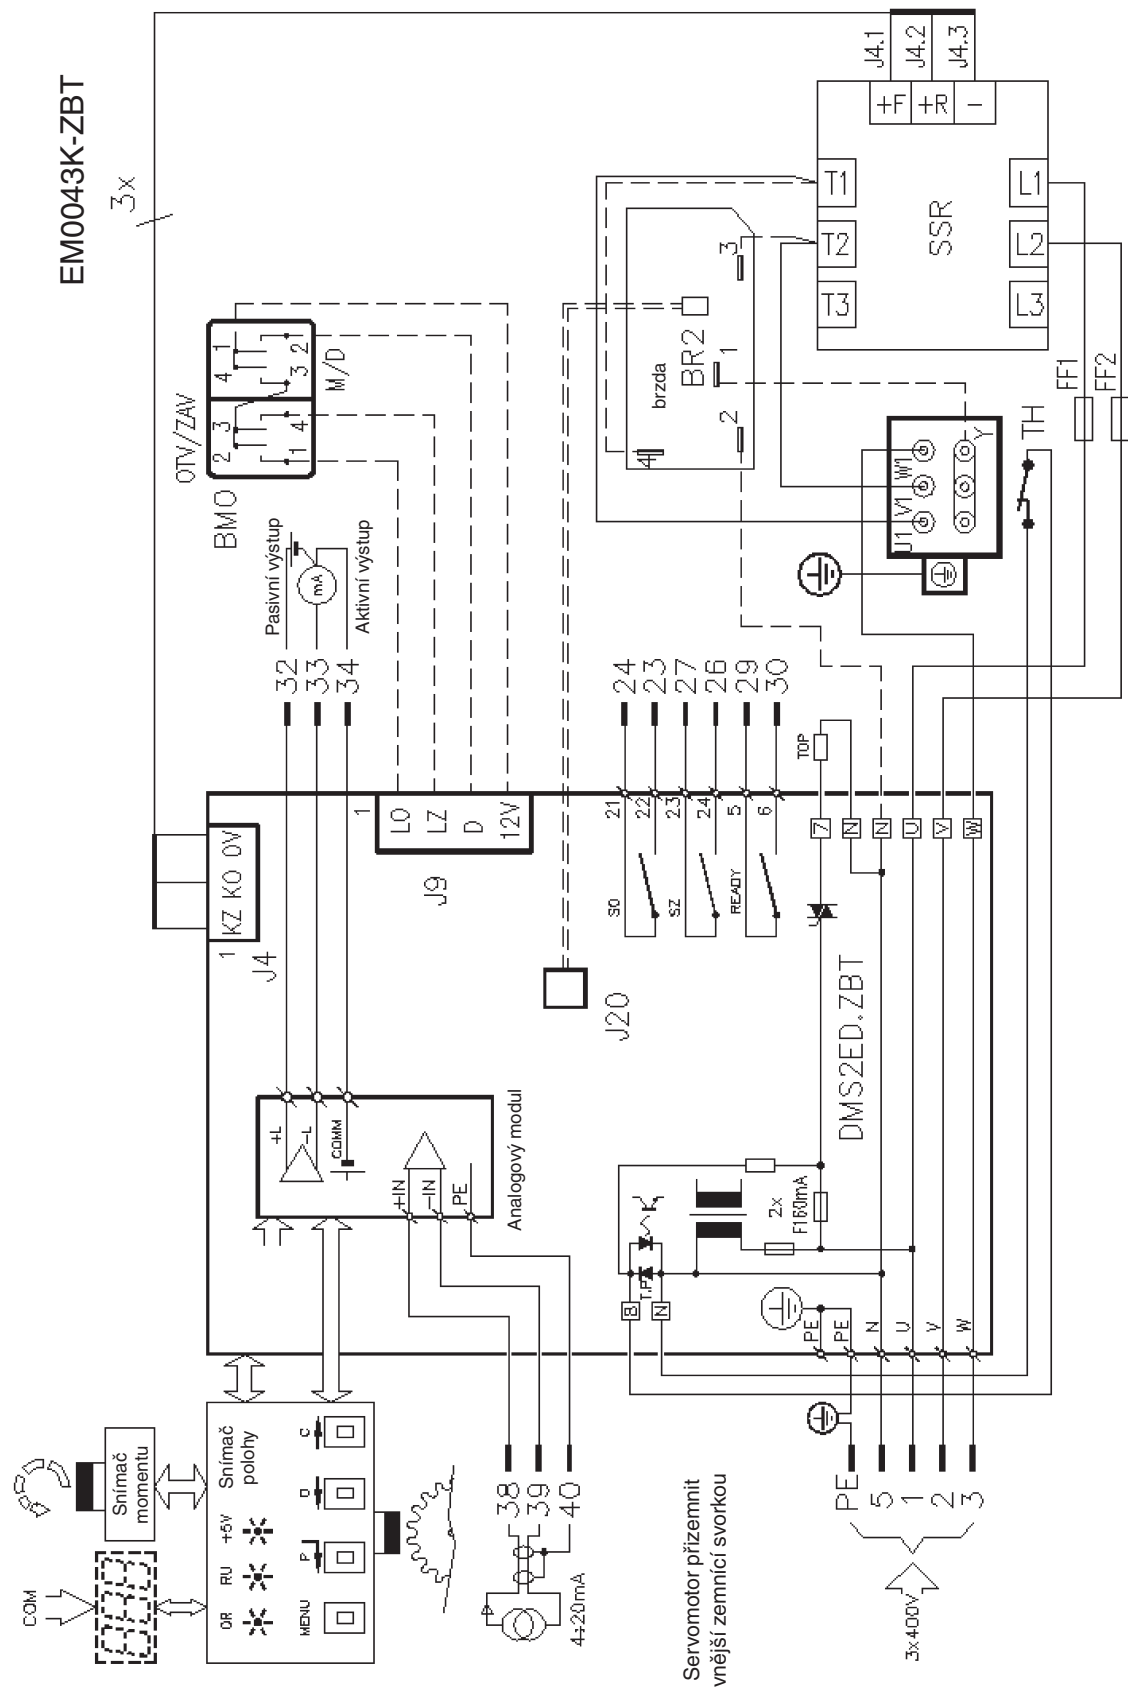 EM0043K-ZBT
3x
J4.1
J4.2
J4.3
+F
+R
−
T1
T2
T3
SSR
L1
L2
L3
FF1
FF2
TH
BMO
OTV/ZAV
M/D
2 3
1 4
4 1
3 2
Pasivní výstup
mA
Aktivní výstup
32
33
34
brzda
BR2
1
2
3
4
U1 V1 W1
Y
1
KZ KO 0V
J4
1
LO
LZ
D
12V
J9
J20
24
23
27
26
29
30
21
22
23
24
5
6
SO
SZ
READY
TOP
7
N
N
U
V
W
DMS2ED.ZBT
+L
−L
COMM
+IN
−IN
PE
Analogový modul
2x
F160mA
T.P
8
N
PE
PE
N
U
V
W
Snímač
momentu
COM
Snímač
polohy
OR
RU
+5V
MENU
P
O
C
38
39
40
4÷20mA
Servomotor přizemnit
vnější zemnící svorkou
PE
5
1
2
3
3x400V